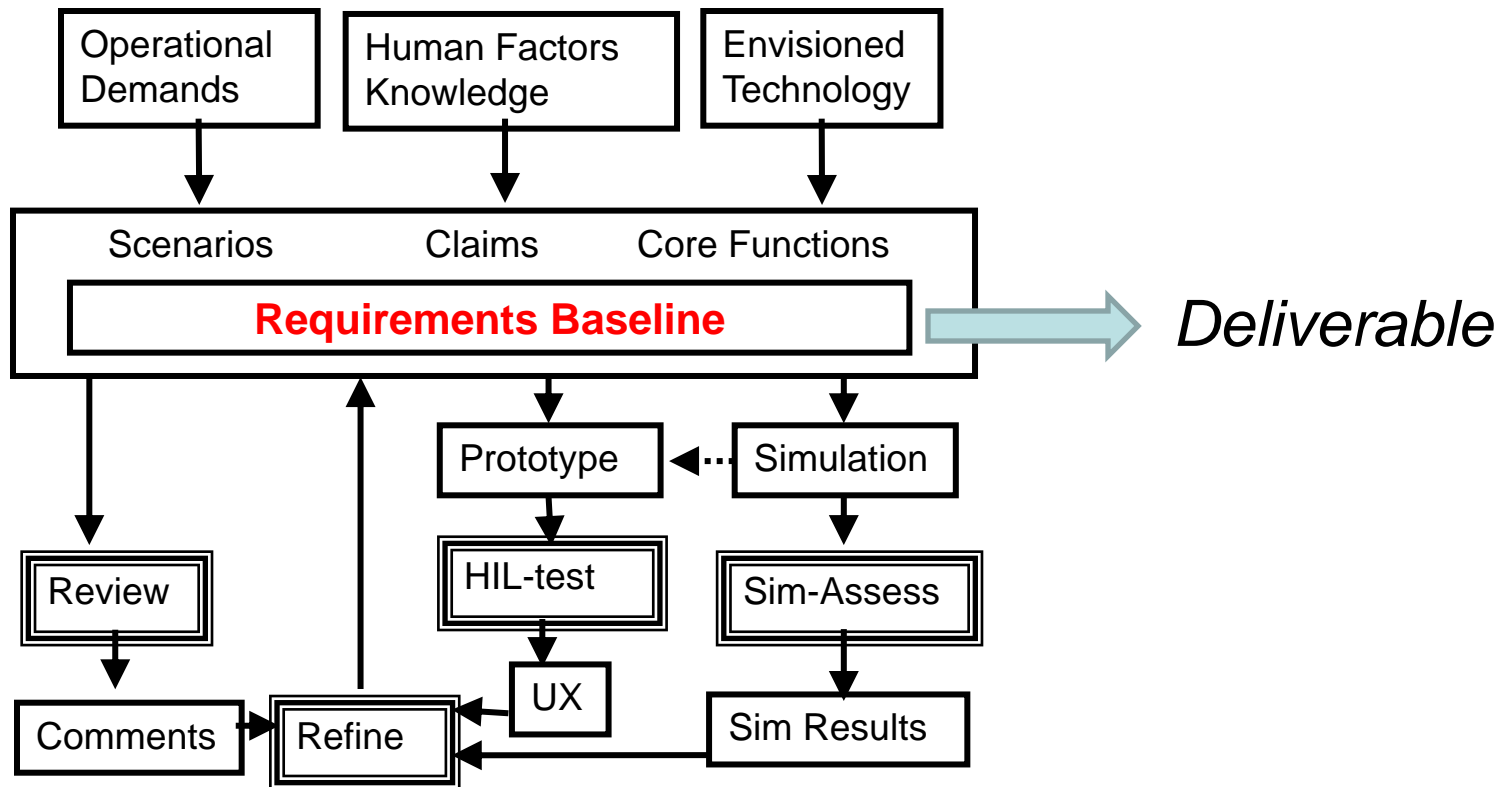 Operational
Demands
Human Factors
Knowledge
Envisioned
Technology
Scenarios
Claims
Core Functions
Requirements Baseline
Deliverable
Prototype
Simulation
Review
HIL-test
Sim-Assess
Comments
Refine
UX
Sim Results